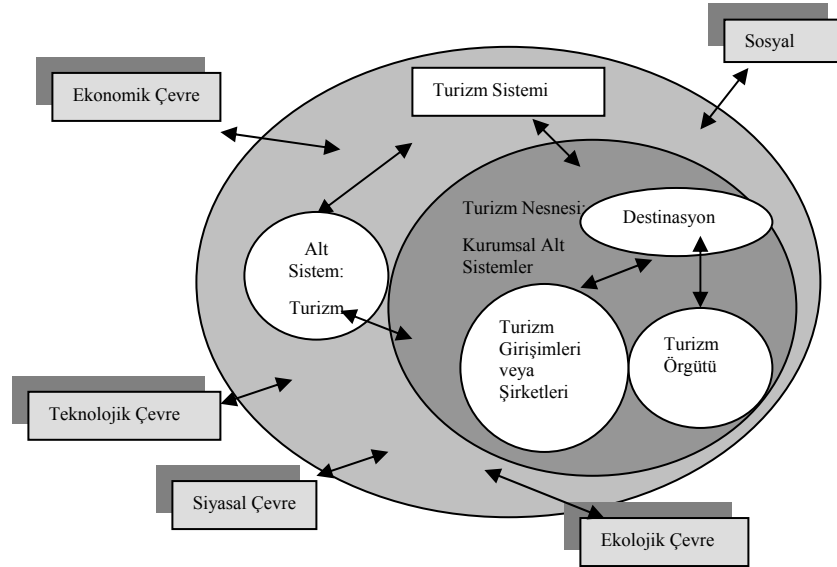 Sosyal
Ekonomik Çevre
Turizm Sistemi
Turizm Nesnesi:
Kurumsal Alt
Sistemler
Destinasyon
Alt
Sistem:
Turizm
Turizm
Girişimleri
veya
Şirketleri
Turizm
Örgütü
Teknolojik Çevre
Siyasal Çevre
Ekolojik Çevre